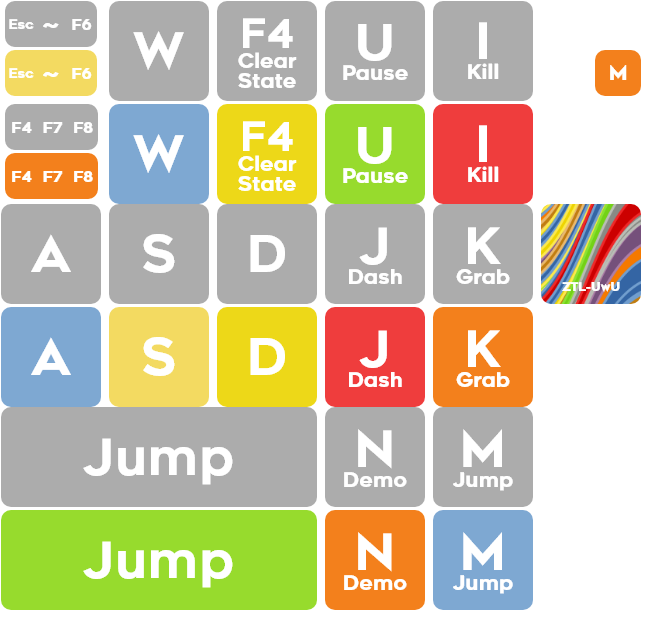 Esc ~ F6
W
F4
Clear
State
U
Pause
I
Kill
Esc ~ F6
M
F4 F7 F8
W
F4
Clear
State
U
Pause
I
Kill
F4 F7 F8
A
S
D
J
Dash
K
Grab
ZTL-UwU
A
S
D
J
Dash
K
Grab
Jump
N
Demo
M
Jump
Jump
N
Demo
M
Jump